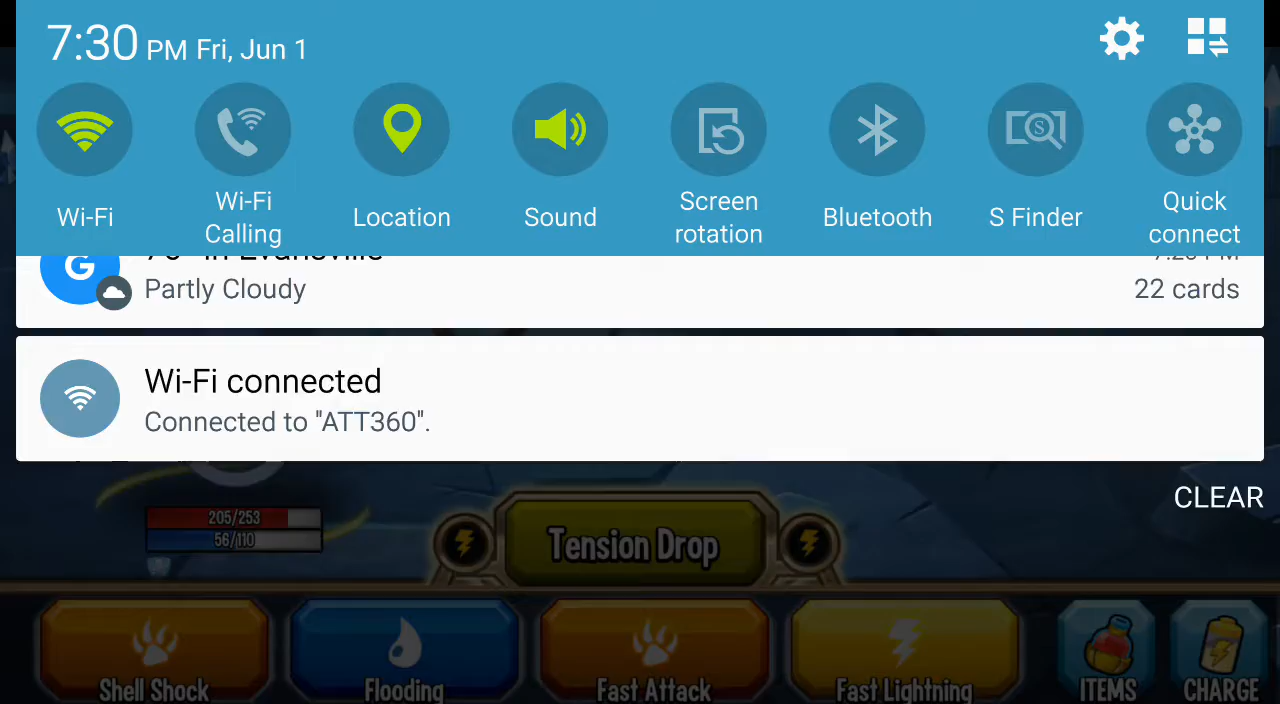 7:30 PM Fri, Jun 1
Wi-Fi
Wi-Fi Calling
Location
Sound
Screen rotation
Bluetooth
S Finder
Quick connect
in Evansville
Partly Cloudy
22 cards
Wi-Fi connected
Connected to "ATT360".
CLEAR
205/253
56/110
Tension Drop
Shell Shock
Flooding
Fast Attack
Fast Lightning
ITEMS
CHARGE